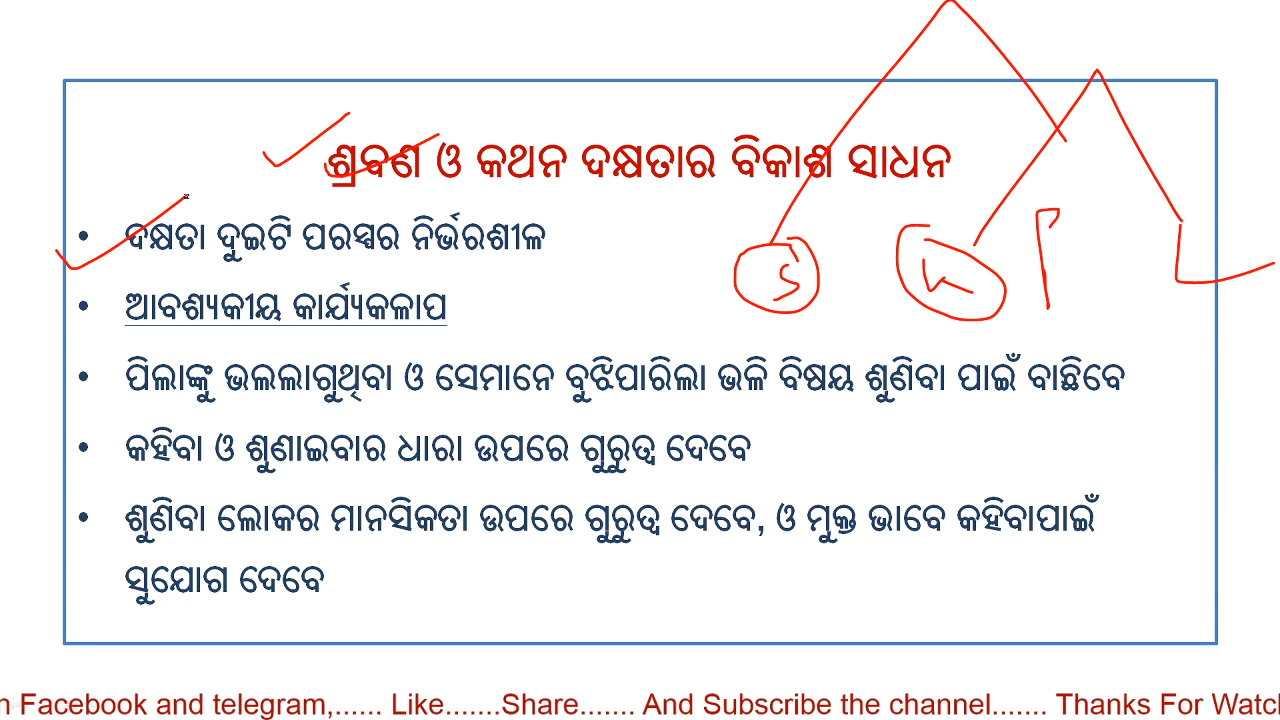 ଶ୍ରବଣ ଓ କଥନ ଦକ୍ଷତାର ବିକାଶ ସାଧନ
• ଦକ୍ଷତା ଦୁଇଟି ପରସ୍ପର ନିର୍ଭରଶୀଳ
• ଆବଶ୍ୟକୀୟ କାର୍ଯ୍ୟକଳାପ
• ପିଲାଙ୍କୁ ଭଲଲାଗୁଥିବା ଓ ସେମାନେ ବୁଝିପାରିଲା ଭଳି ବିଷୟ ଶୁଣିବା ପାଇଁ ବାଛିବେ
• କହିବା ଓ ଶୁଣାଇବାର ଧାରା ଉପରେ ଗୁରୁତ୍ୱ ଦେବେ
• ଶୁଣିବା ଲୋକର ମାନସିକତା ଉପରେ ଗୁରୁତ୍ୱ ଦେବେ, ଓ ମୁକ୍ତ ଭାବେ କହିବାପାଇଁ
ସୁଯୋଗ ଦେବେ
n Facebook and telegram,...... Like.......Share....... And Subscribe the channel....... Thanks For Watc